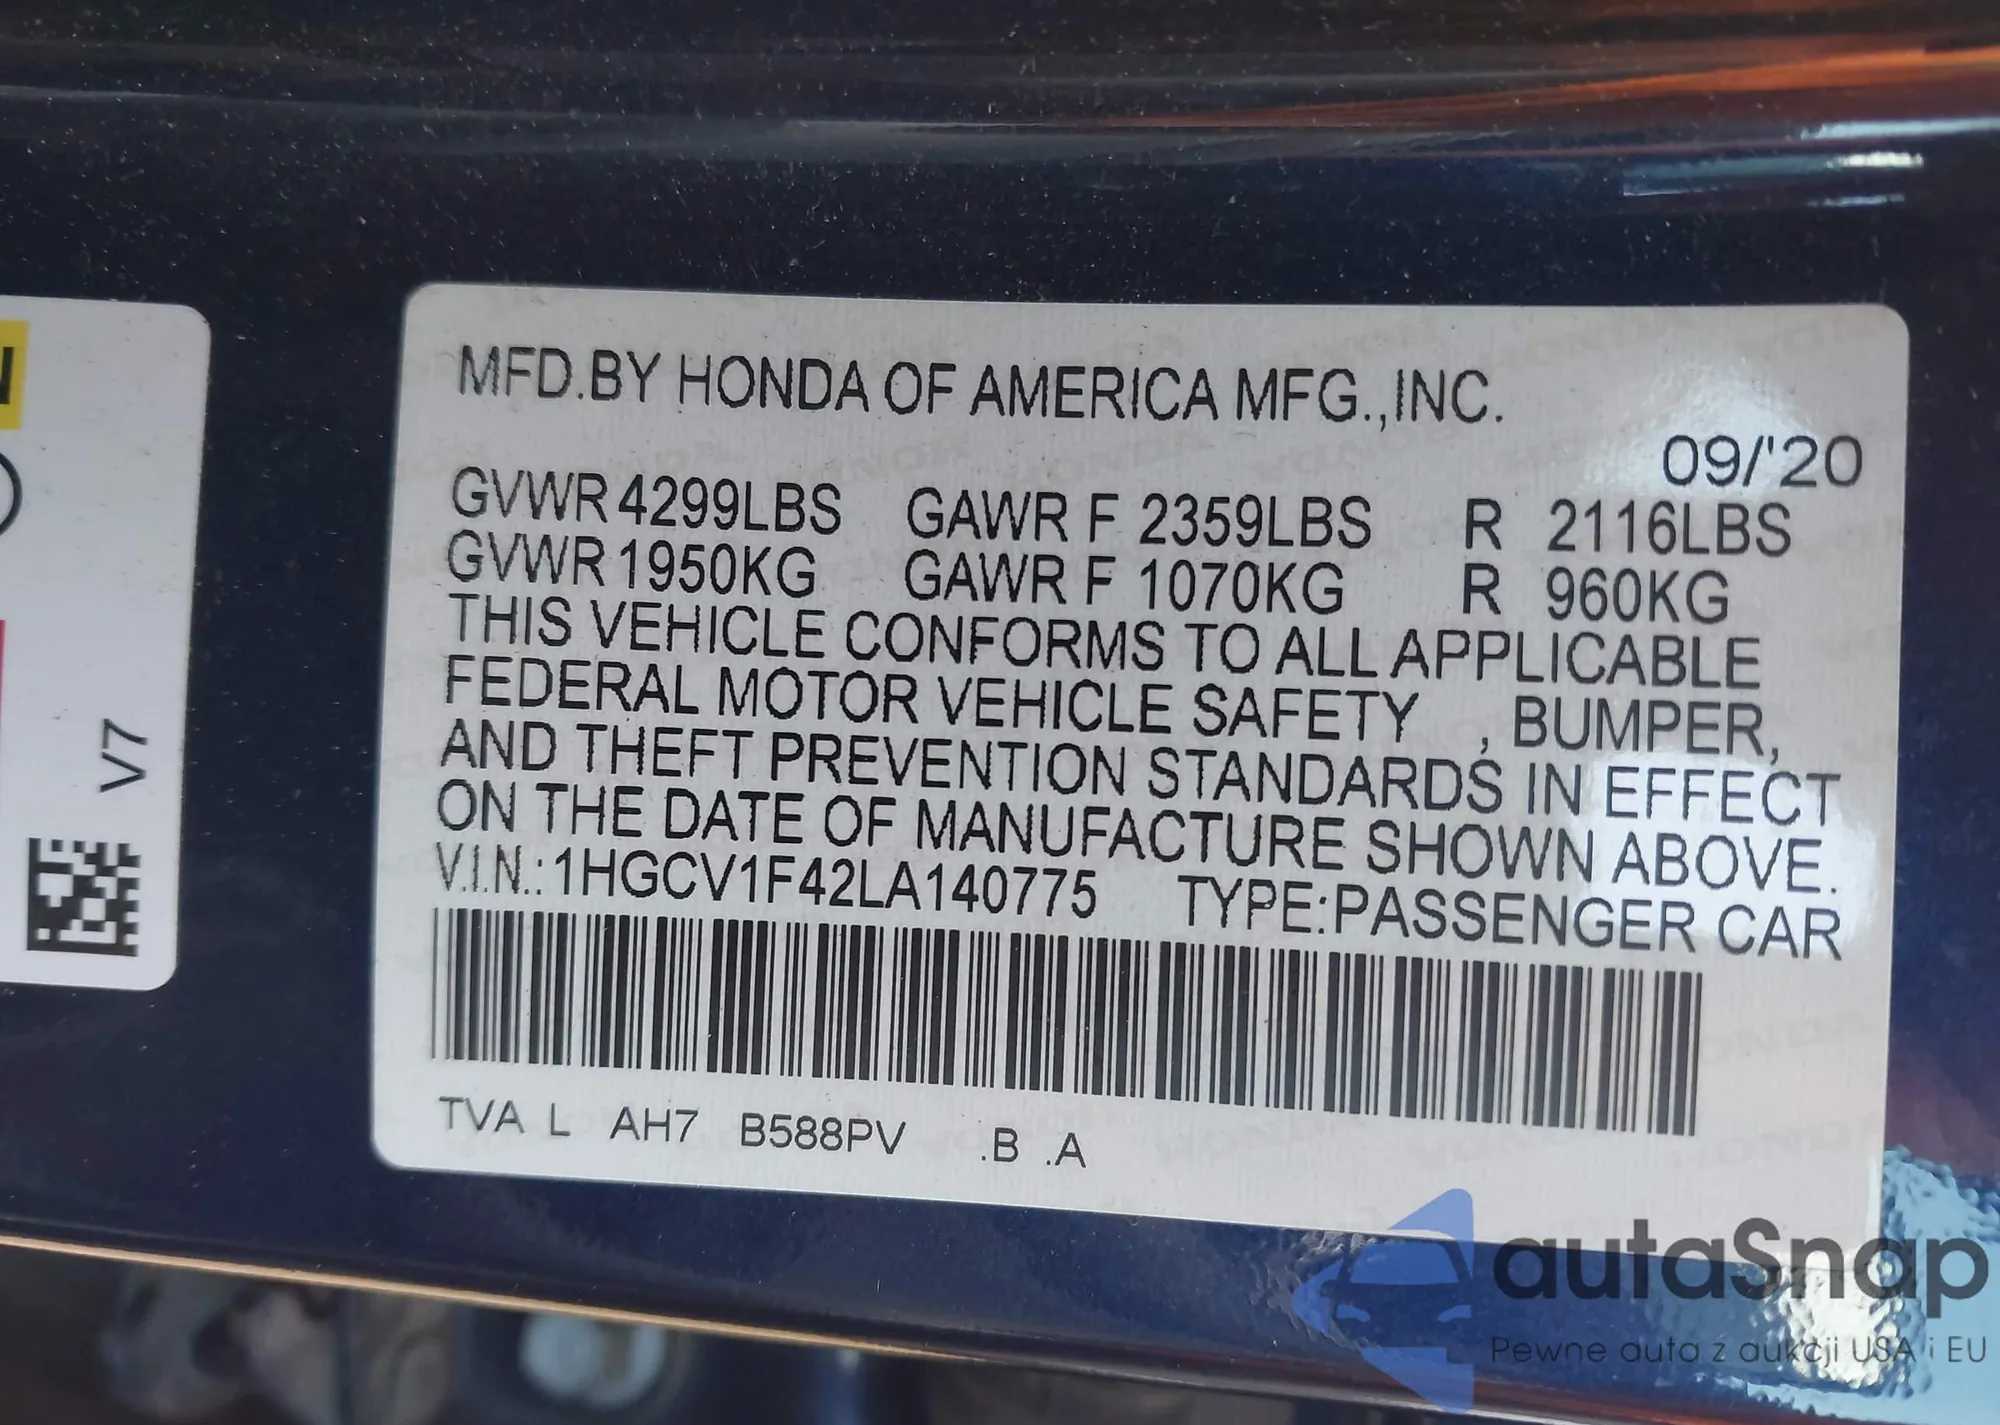 MFD.BY HONDA OF AMERICA MFG.,INC.
09/'20
GVWR 4299LBS GAWR F 2359LBS R 2116LBS
GVWR 1950KG GAWR F 1070KG R 960KG
THIS VEHICLE CONFORMS TO ALL APPLICABLE
FEDERAL MOTOR VEHICLE SAFETY , BUMPER,
AND THEFT PREVENTION STANDARDS IN EFFECT
ON THE DATE OF MANUFACTURE SHOWN ABOVE.
V.I.N.: 1HGCV1F42LA140775 TYPE:PASSENGER CAR
TVA L AH7 B588PV .B .A
V7
autaSnap
Pewne auta z aukcji USA i EU